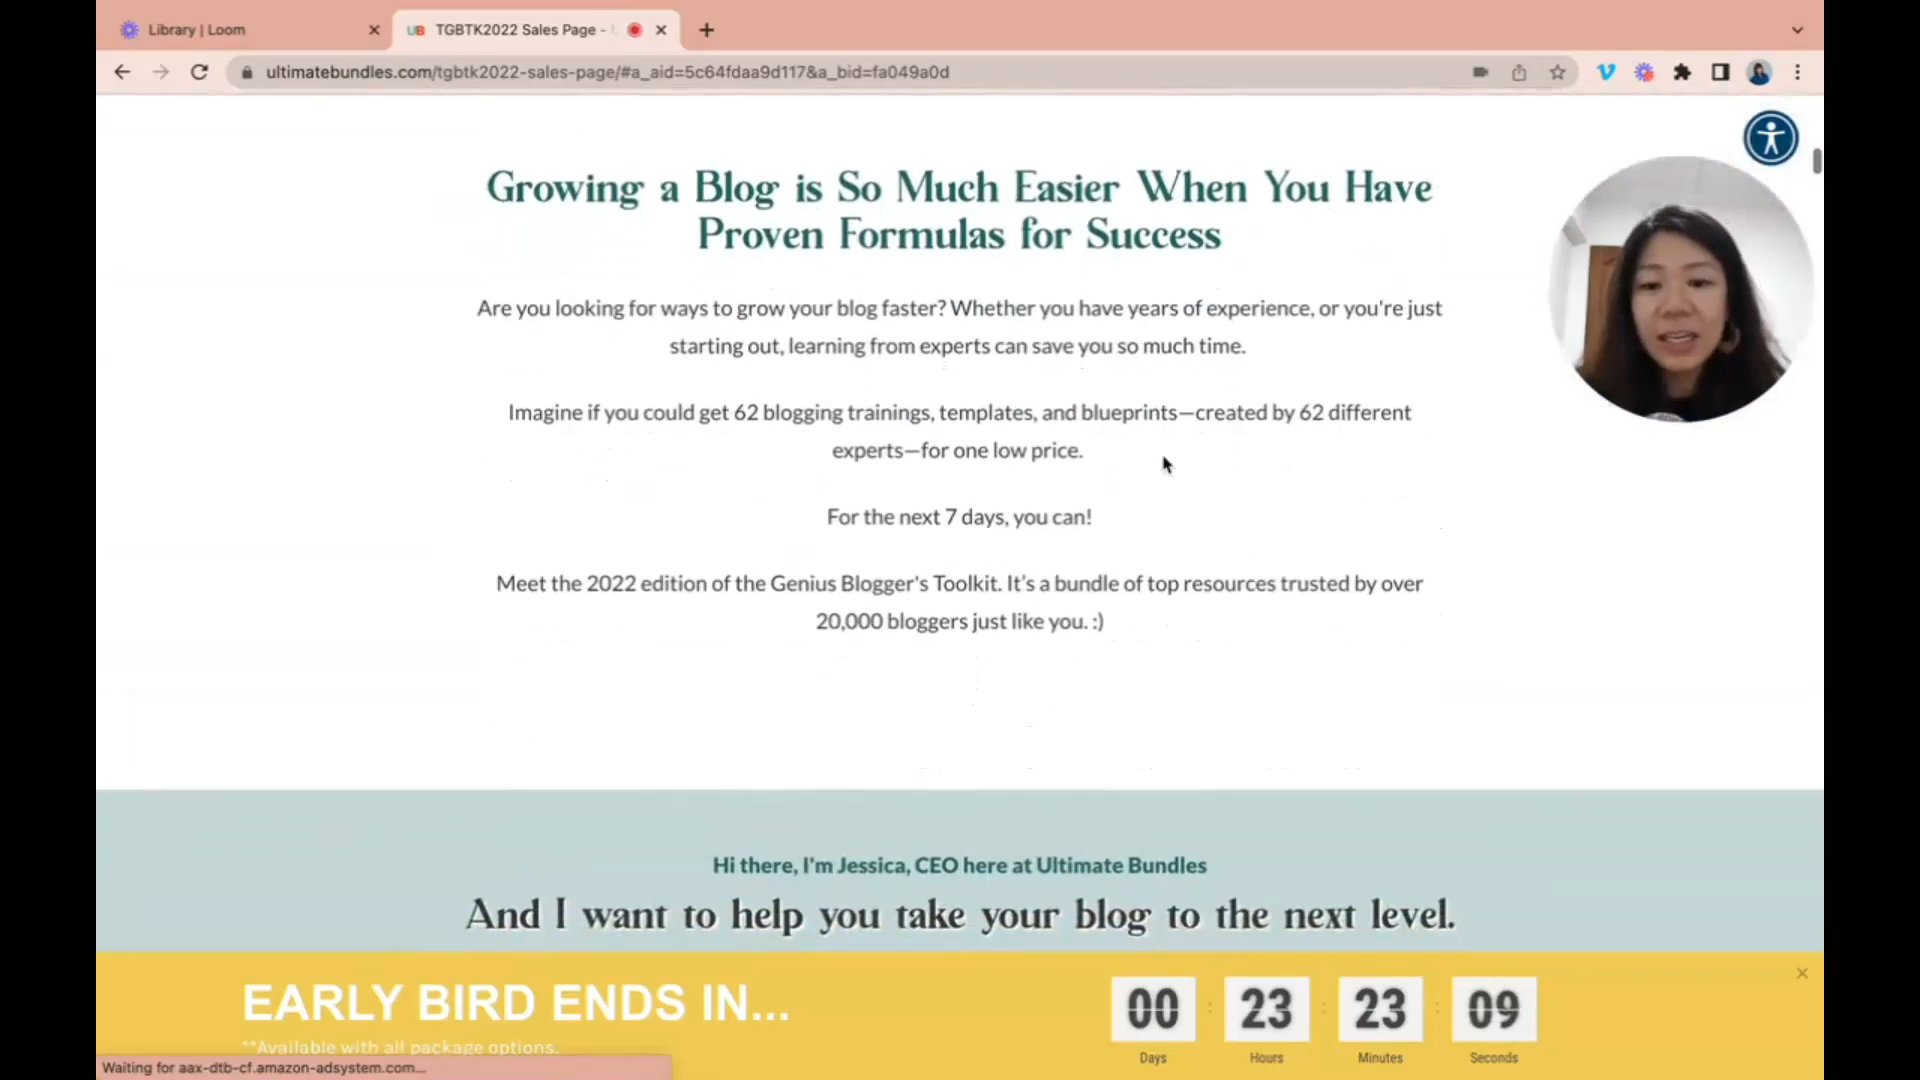 Library | Loom
UB TGBTK2022 Sales Page -
ultimatebundles.com/tgbtk2022-sales-page/#a_aid=5c64fdaa9d117&a_bid=fa049a0d
Growing a Blog is So Much Easier When You Have
Proven Formulas for Success
Are you looking for ways to grow your blog faster? Whether you have years of experience, or you're just
starting out, learning from experts can save you so much time.
Imagine if you could get 62 blogging trainings, templates, and blueprints—created by 62 different
experts—for one low price.
For the next 7 days, you can!
Meet the 2022 edition of the Genius Blogger's Toolkit. It's a bundle of top resources trusted by over
20,000 bloggers just like you. :)
Hi there, I'm Jessica, CEO here at Ultimate Bundles
And I want to help you take your blog to the next level.
EARLY BIRD ENDS IN...
**Available with all package options.
00 : 23 : 23 : 09
Days Hours Minutes Seconds
Waiting for aax-dtb-cf.amazon-adsystem.com...